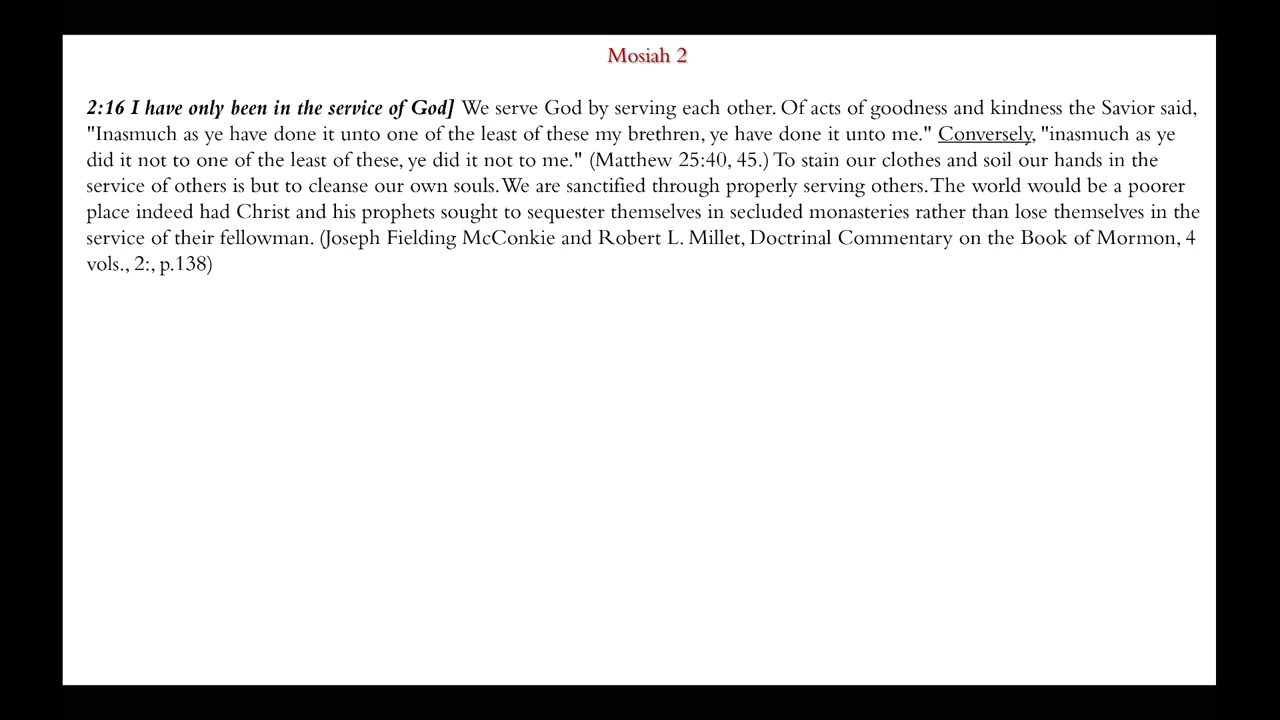 Mosiah 2
2:16 I have only been in the service of God] We serve God by serving each other. Of acts of goodness and kindness the Savior said,
"Inasmuch as ye have done it unto one of the least of these my brethren, ye have done it unto me." Conversely, "inasmuch as ye
did it not to one of the least of these, ye did it not to me." (Matthew 25:40, 45.) To stain our clothes and soil our hands in the
service of others is but to cleanse our own souls. We are sanctified through properly serving others. The world would be a poorer
place indeed had Christ and his prophets sought to sequester themselves in secluded monasteries rather than lose themselves in the
service of their fellowman. (Joseph Fielding McConkie and Robert L. Millet, Doctrinal Commentary on the Book of Mormon, 4
vols., 2:, p.138)